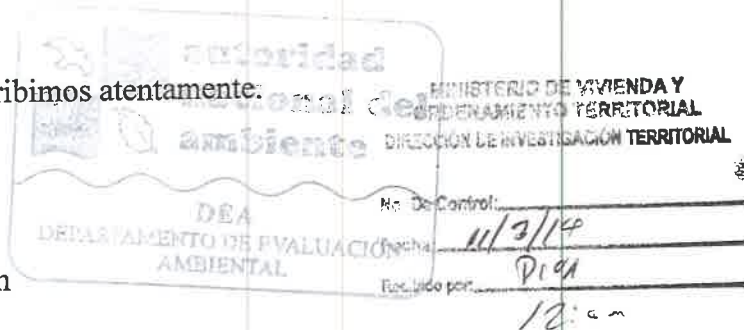 ribimos atentamente.
autoridad
nacional del
ambiente
DEA
DEPARTAMENTO DE EVALUACIÓN
AMBIENTAL
MINISTERIO DE VIVIENDA Y
ORDENAMIENTO TERRITORIAL
DIRECCIÓN DE INVESTIGACIÓN TERRITORIAL
No. De Control:
Fecha: 11/3/14
Recibido por:
12:
n